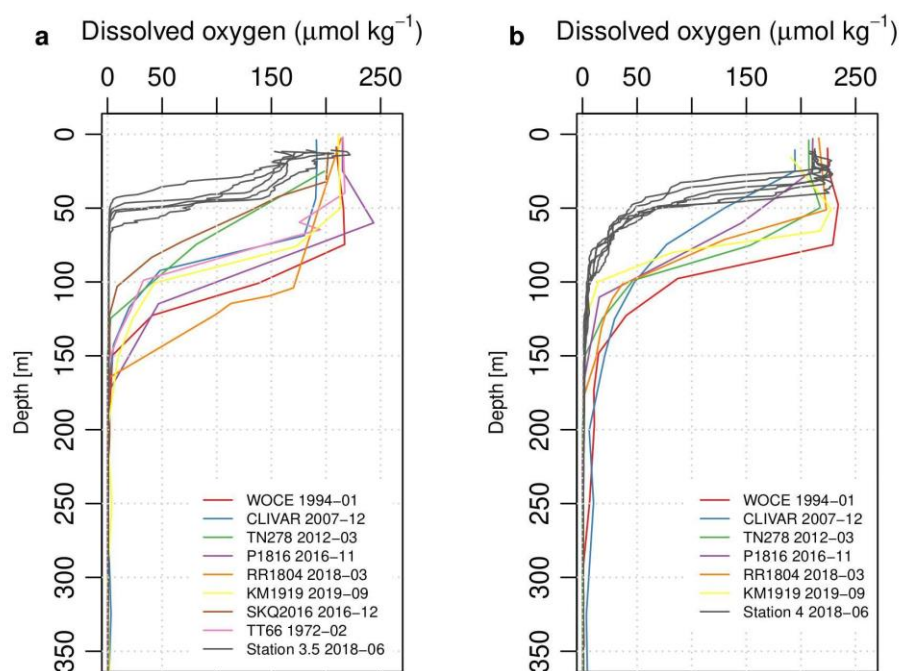 a Dissolved oxygen (μmol kg⁻¹)
0 50 150 250
0
50
100
150
200
250
300
350
Depth [m]
WOCE 1994−01
CLIVAR 2007−12
TN278 2012−03
P1816 2016−11
RR1804 2018−03
KM1919 2019−09
SKQ2016 2016−12
TT66 1972−02
Station 3.5 2018−06
b Dissolved oxygen (μmol kg⁻¹)
0 50 150 250
0
50
100
150
200
250
300
350
Depth [m]
WOCE 1994−01
CLIVAR 2007−12
TN278 2012−03
P1816 2016−11
RR1804 2018−03
KM1919 2019−09
Station 4 2018−06